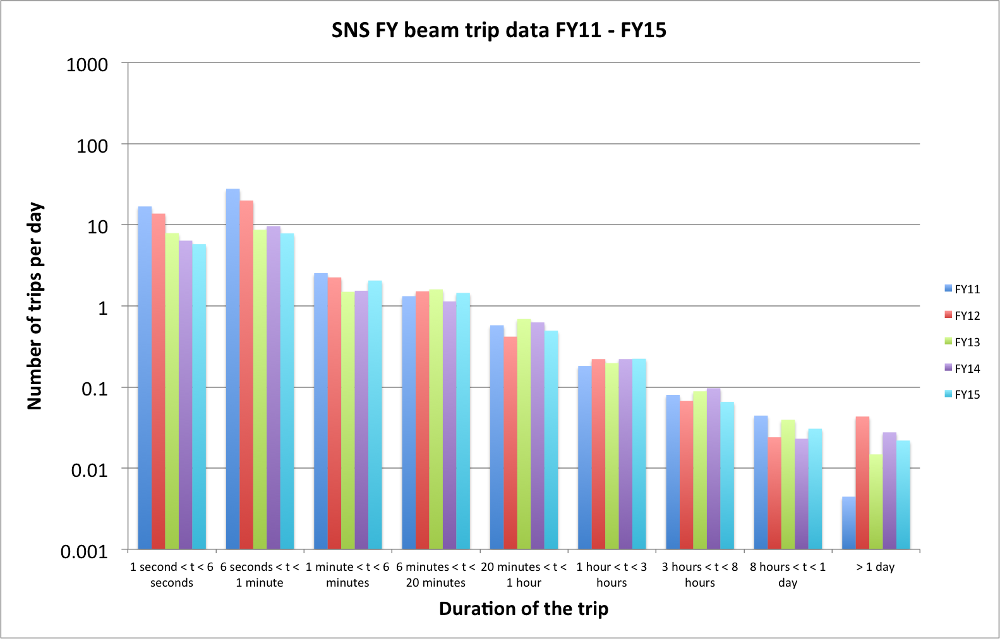 SNS FY beam trip data FY11 - FY15
1000
100
10
1
0.1
0.01
0.001
Number of trips per day
FY11
FY12
FY13
FY14
FY15
1 second < t < 6
seconds
6 seconds < t <
1 minute
1 minute < t < 6
minutes
6 minutes < t <
20 minutes
20 minutes < t <
1 hour
1 hour < t < 3
hours
3 hours < t < 8
hours
8 hours < t < 1
day
> 1 day
Duration of the trip